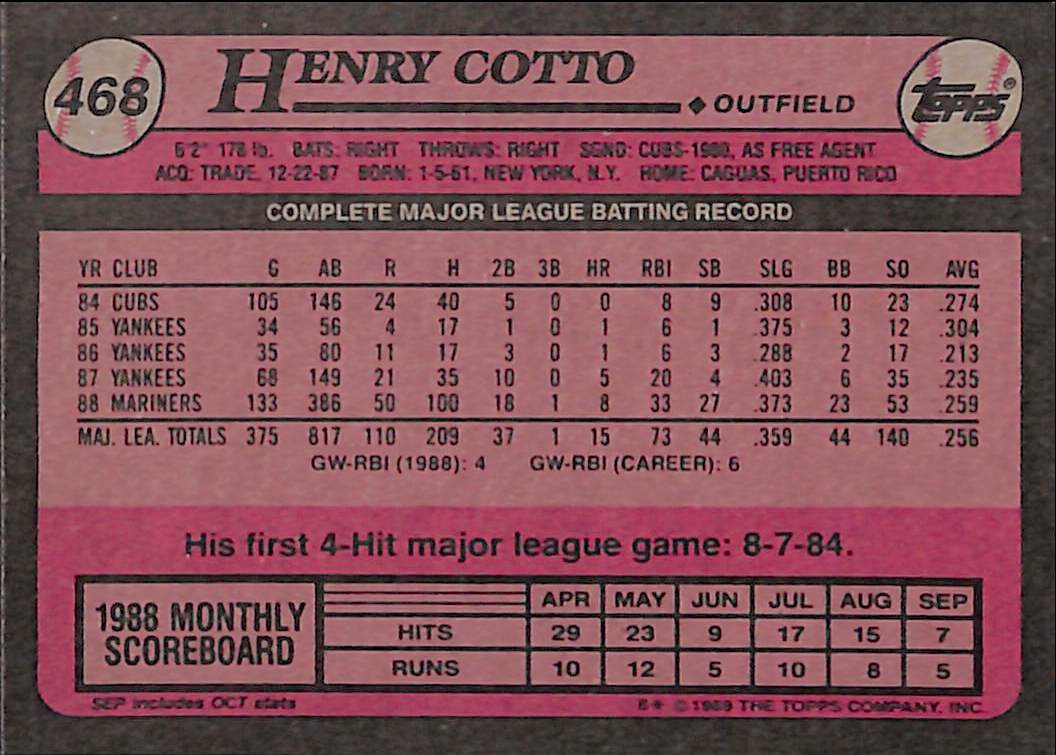 468
HENRY COTTO
◆ OUTFIELD
TOPPS®
6'2" 178 lb. BATS: RIGHT THROWS: RIGHT SGND: CUBS-1980, AS FREE AGENT
ACQ: TRADE, 12-22-87 BORN: 1-5-61, NEW YORK, N.Y. HOME: CAGUAS, PUERTO RICO
COMPLETE MAJOR LEAGUE BATTING RECORD
YR CLUB G AB R H 2B 3B HR RBI SB SLG BB SO AVG
84 CUBS 105 146 24 40 5 0 0 8 9 .308 10 23 .274
85 YANKEES 34 56 4 17 1 0 1 6 1 .375 3 12 .304
86 YANKEES 35 80 11 17 3 0 1 6 3 .288 2 17 .213
87 YANKEES 68 149 21 35 10 0 5 20 4 .403 6 35 .235
88 MARINERS 133 386 50 100 18 1 8 33 27 .373 23 53 .259
MAJ. LEA. TOTALS 375 817 110 209 37 1 15 73 44 .359 44 140 .256
GW-RBI (1988): 4 GW-RBI (CAREER): 6
His first 4-Hit major league game: 8-7-84.
1988 MONTHLY
SCOREBOARD
APR MAY JUN JUL AUG SEP
HITS 29 23 9 17 15 7
RUNS 10 12 5 10 8 5
SEP includes OCT stats
© 1989 THE TOPPS COMPANY, INC.